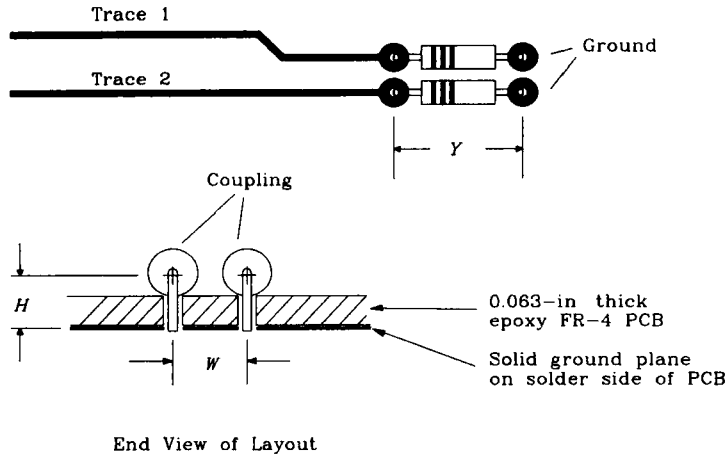 Trace 1
Ground
Trace 2
Y
Coupling
H
0.063-in thick
epoxy FR-4 PCB
W
Solid ground plane
on solder side of PCB
End View of Layout